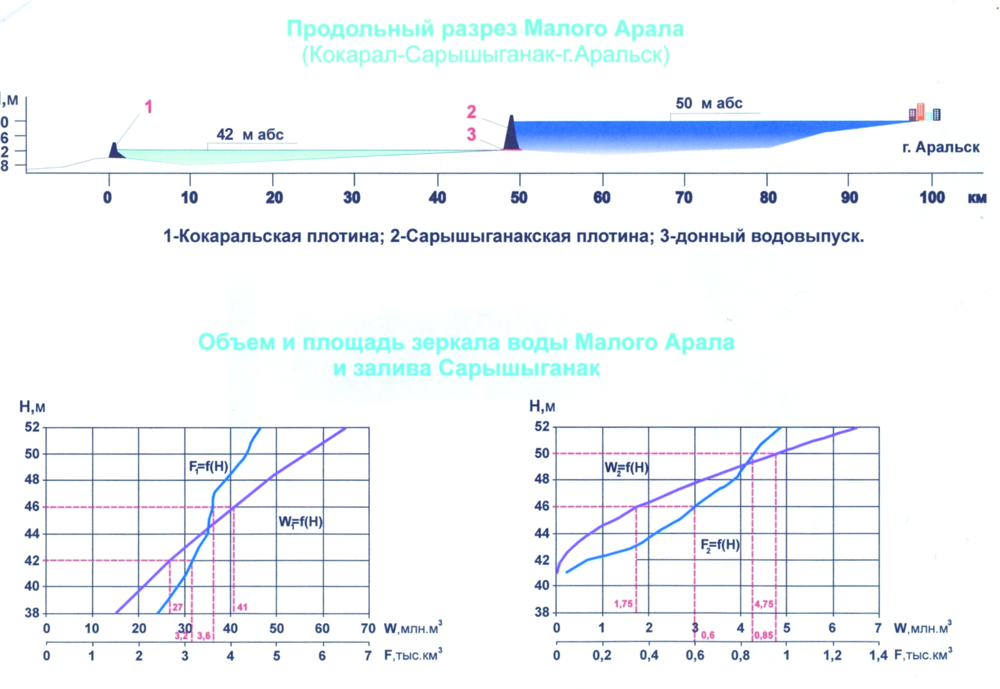 Продольный разрез Малого Арала
(Кокарал-Сарышыганак-г.Аральск)
,м
0
6
2
8
1
42 м абс
2
3
50 м абс
г. Аральск
0 10 20 30 40 50 60 70 80 90 100 км
1-Кокаральская плотина; 2-Сарышыганакская плотина; 3-донный водовыпуск.
Объем и площадь зеркала воды Малого Арала
и залива Сарышыганак
H,м
52
50
48
46
44
42
40
38
F₁=f(H)
W₁=f(H)
27
41
0 10 20 30 40 50 60 70 W,млн.м³
3,2 3,6
0 1 2 3 4 5 6 7 F,тыс.км³
H,м
52
50
48
46
44
42
40
38
W₂=f(H)
F₂=f(H)
1,75
4,75
0 1 2 3 4 5 6 7 W,млн.м³
0,6 0,85
0 0,2 0,4 0,6 0,8 1 1,2 1,4 F,тыс.км³